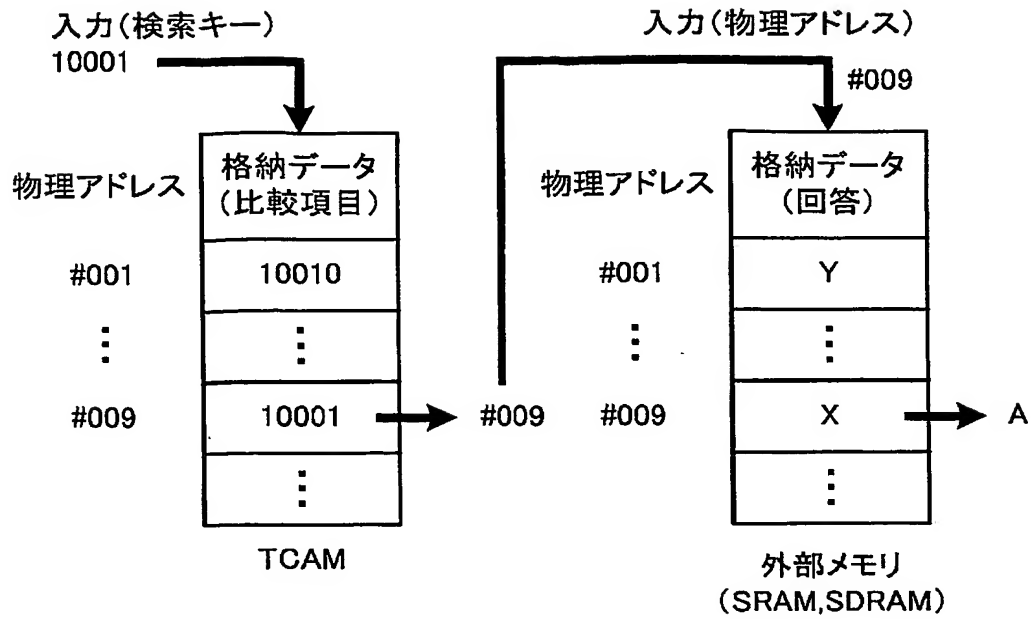 入力(検索キー)
10001
物理アドレス
格納データ
(比較項目)
#001
10010
⋮
⋮
#009
10001
#009
⋮
TCAM
入力(物理アドレス)
#009
物理アドレス
格納データ
(回答)
#001
Y
⋮
⋮
#009
X
A
⋮
外部メモリ
(SRAM,SDRAM)